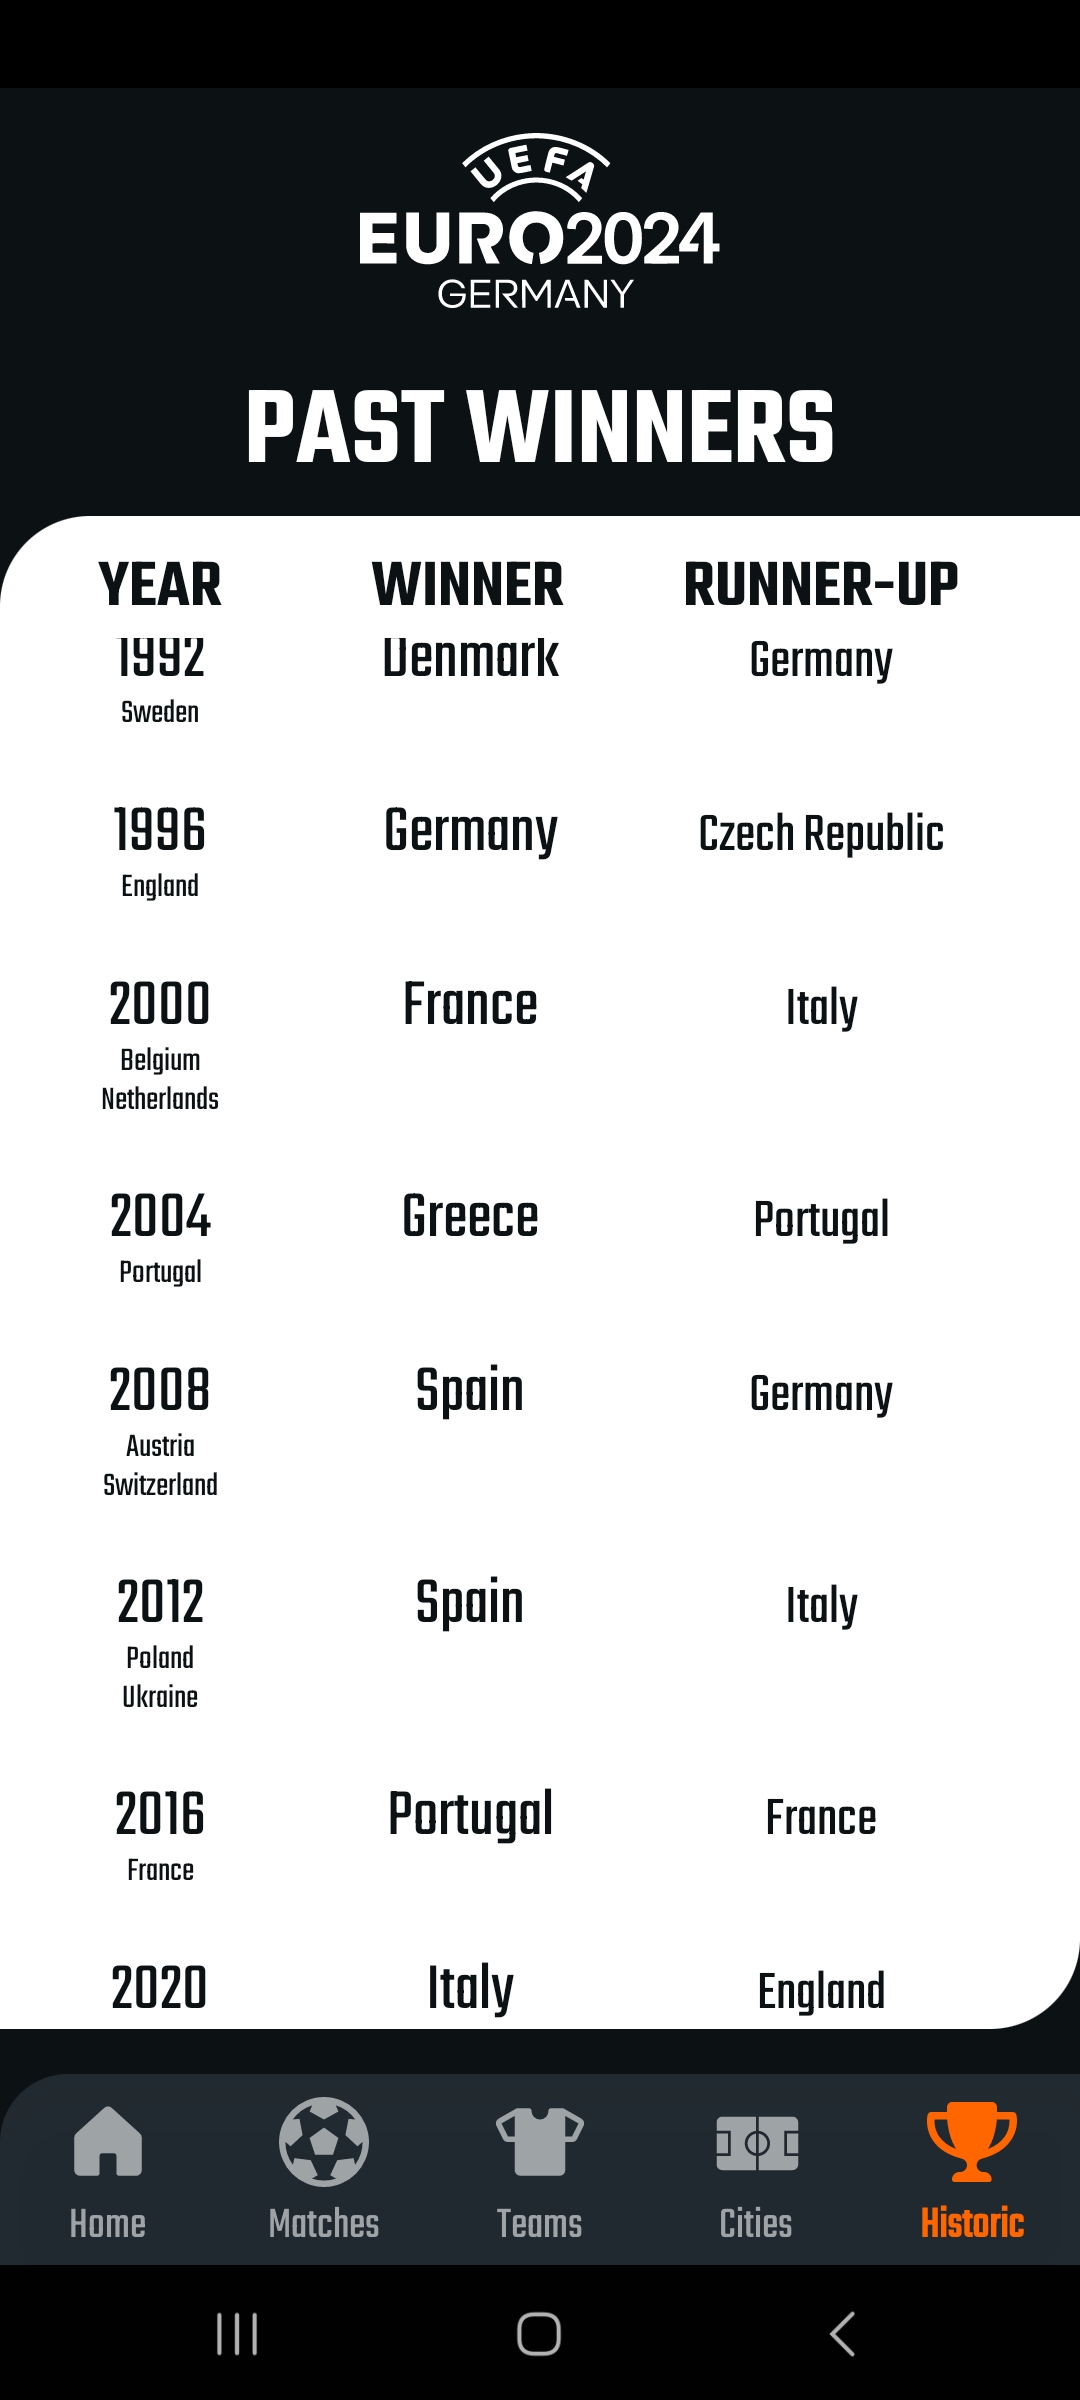 UEFA
EURO2024
GERMANY
PAST WINNERS
YEAR WINNER RUNNER-UP
1992 Denmark Germany
Sweden
1996 Germany Czech Republic
England
2000 France Italy
Belgium
Netherlands
2004 Greece Portugal
Portugal
2008 Spain Germany
Austria
Switzerland
2012 Spain Italy
Poland
Ukraine
2016 Portugal France
France
2020 Italy England
Home Matches Teams Cities Historic